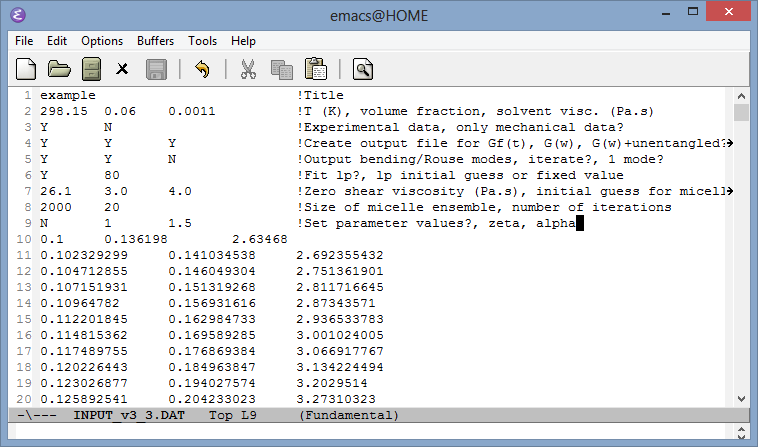 emacs@HOME
File Edit Options Buffers Tools Help
1 example !Title
2 298.15 0.06 0.0011 !T (K), volume fraction, solvent visc. (Pa.s)
3 Y N !Experimental data, only mechanical data?
4 Y Y Y !Create output file for Gf(t), G(w), G(w)+unentangled?
5 Y Y N !Output bending/Rouse modes, iterate?, 1 mode?
6 Y 80 !Fit lp?, lp initial guess or fixed value
7 26.1 3.0 4.0 !Zero shear viscosity (Pa.s), initial guess for micell
8 2000 20 !Size of micelle ensemble, number of iterations
9 N 1 1.5 !Set parameter values?, zeta, alpha
10 0.1 0.136198 2.63468
11 0.102329299 0.141034538 2.692355432
12 0.104712855 0.146049304 2.751361901
13 0.107151931 0.151319268 2.811716645
14 0.10964782 0.156931616 2.87343571
15 0.112201845 0.162984733 2.936533783
16 0.114815362 0.169589285 3.001024005
17 0.117489755 0.176869384 3.066917767
18 0.120226443 0.184963847 3.134224494
19 0.123026877 0.194027574 3.2029514
20 0.125892541 0.204233023 3.27310323
-\--- INPUT_v3_3.DAT Top L9 (Fundamental)